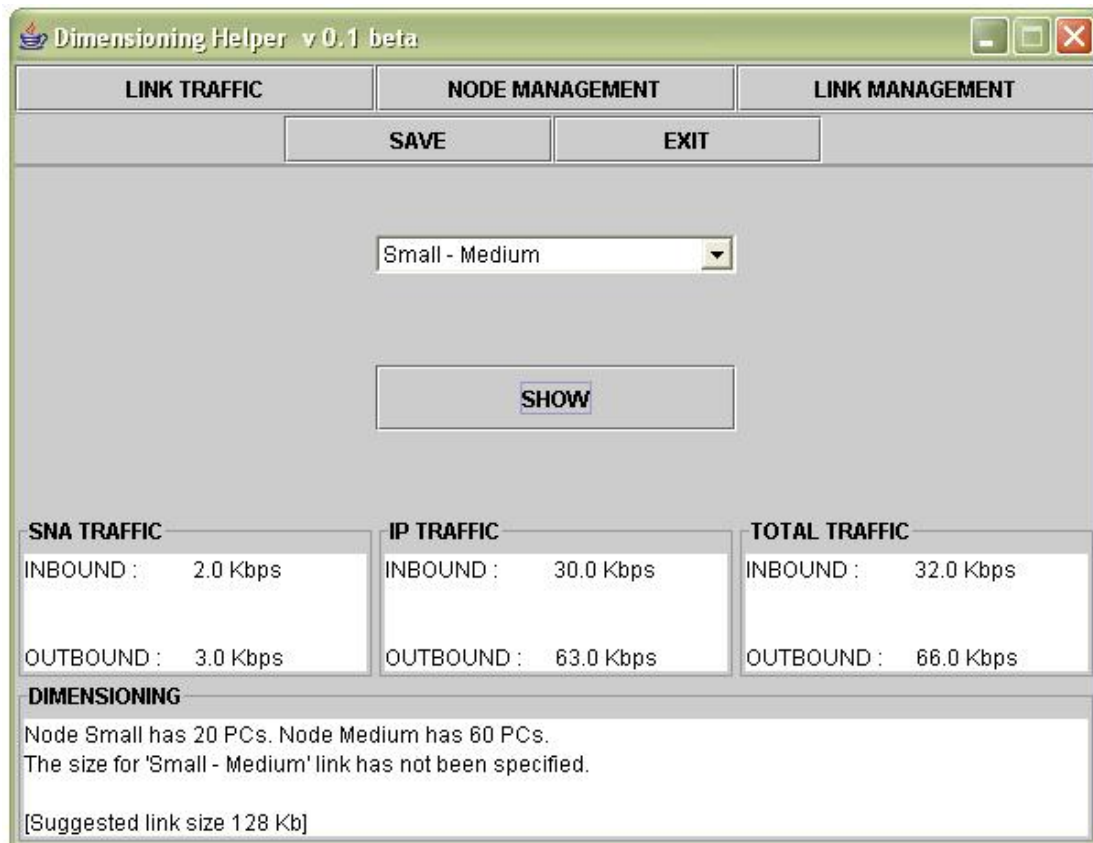 Dimensioning Helper v 0.1 beta
LINK TRAFFIC NODE MANAGEMENT LINK MANAGEMENT
SAVE EXIT
Small - Medium
SHOW
SNA TRAFFIC IP TRAFFIC TOTAL TRAFFIC
INBOUND : 2.0 Kbps INBOUND : 30.0 Kbps INBOUND : 32.0 Kbps
OUTBOUND : 3.0 Kbps OUTBOUND : 63.0 Kbps OUTBOUND : 66.0 Kbps
DIMENSIONING
Node Small has 20 PCs. Node Medium has 60 PCs.
The size for 'Small - Medium' link has not been specified.
[Suggested link size 128 Kb]